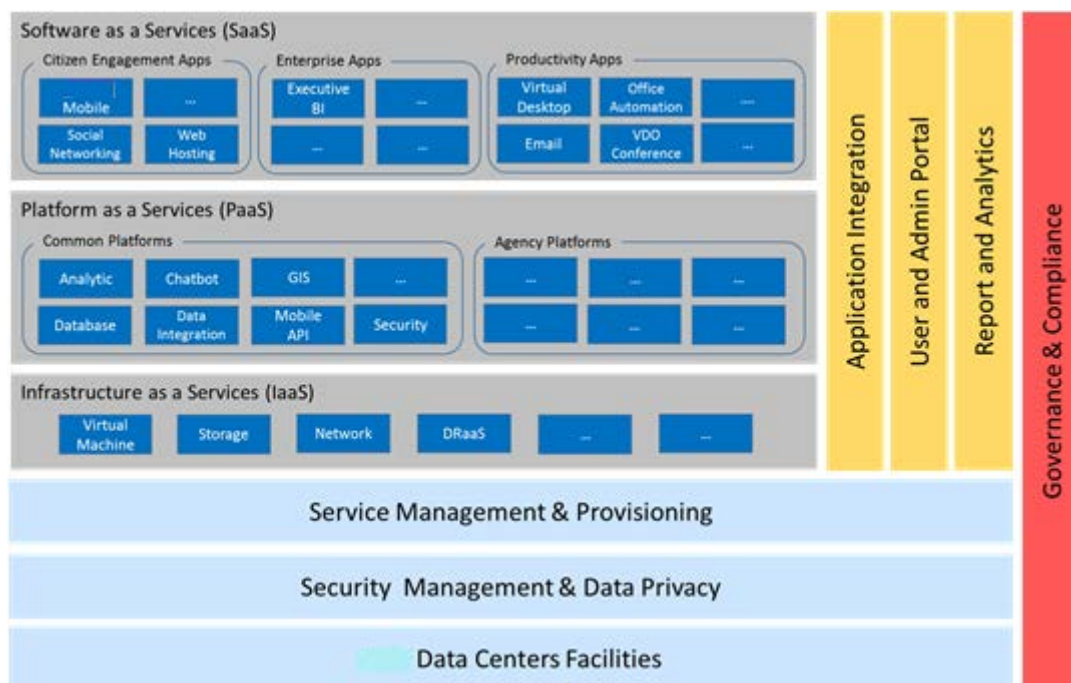 Software as a Services (SaaS)
Citizen Engagement Apps
Mobile
...
Social
Networking
Web
Hosting
Enterprise Apps
Executive
BI
...
...
...
Productivity Apps
Virtual
Desktop
Office
Automation
....
Email
VDO
Conference
...
Platform as a Services (PaaS)
Common Platforms
Analytic
Chatbot
GIS
...
Database
Data
Integration
Mobile
API
Security
Agency Platforms
...
...
...
...
...
...
Infrastructure as a Services (IaaS)
Virtual
Machine
Storage
Network
DRaaS
...
...
Application Integration
User and Admin Portal
Report and Analytics
Governance & Compliance
Service Management & Provisioning
Security Management & Data Privacy
Data Centers Facilities